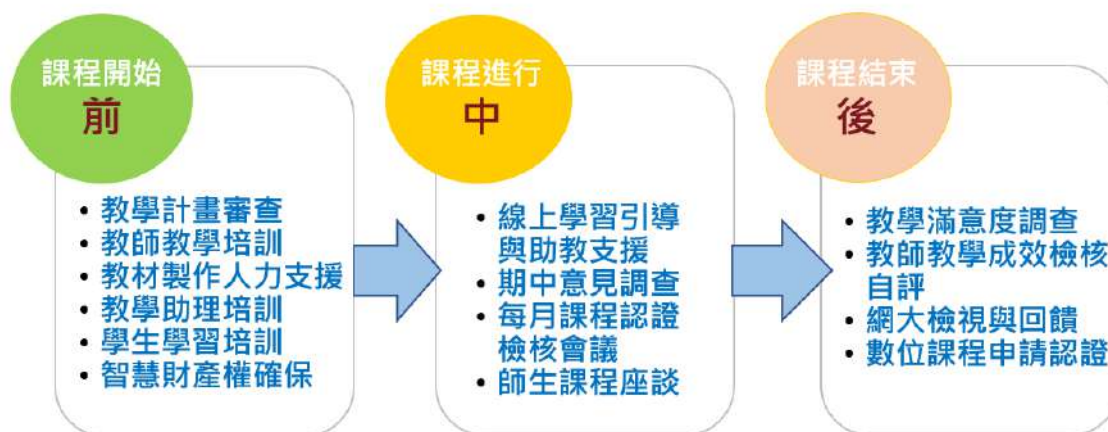 課程開始
前
• 教學計畫審查
• 教師教學培訓
• 教材製作人力支援
• 教學助理培訓
• 學生學習培訓
• 智慧財產權確保
課程進行
中
• 線上學習引導
與助教支援
• 期中意見調查
• 每月課程認證
檢核會議
• 師生課程座談
課程結束
後
• 教學滿意度調查
• 教師教學成效檢核
自評
• 網大檢視與回饋
• 數位課程申請認證